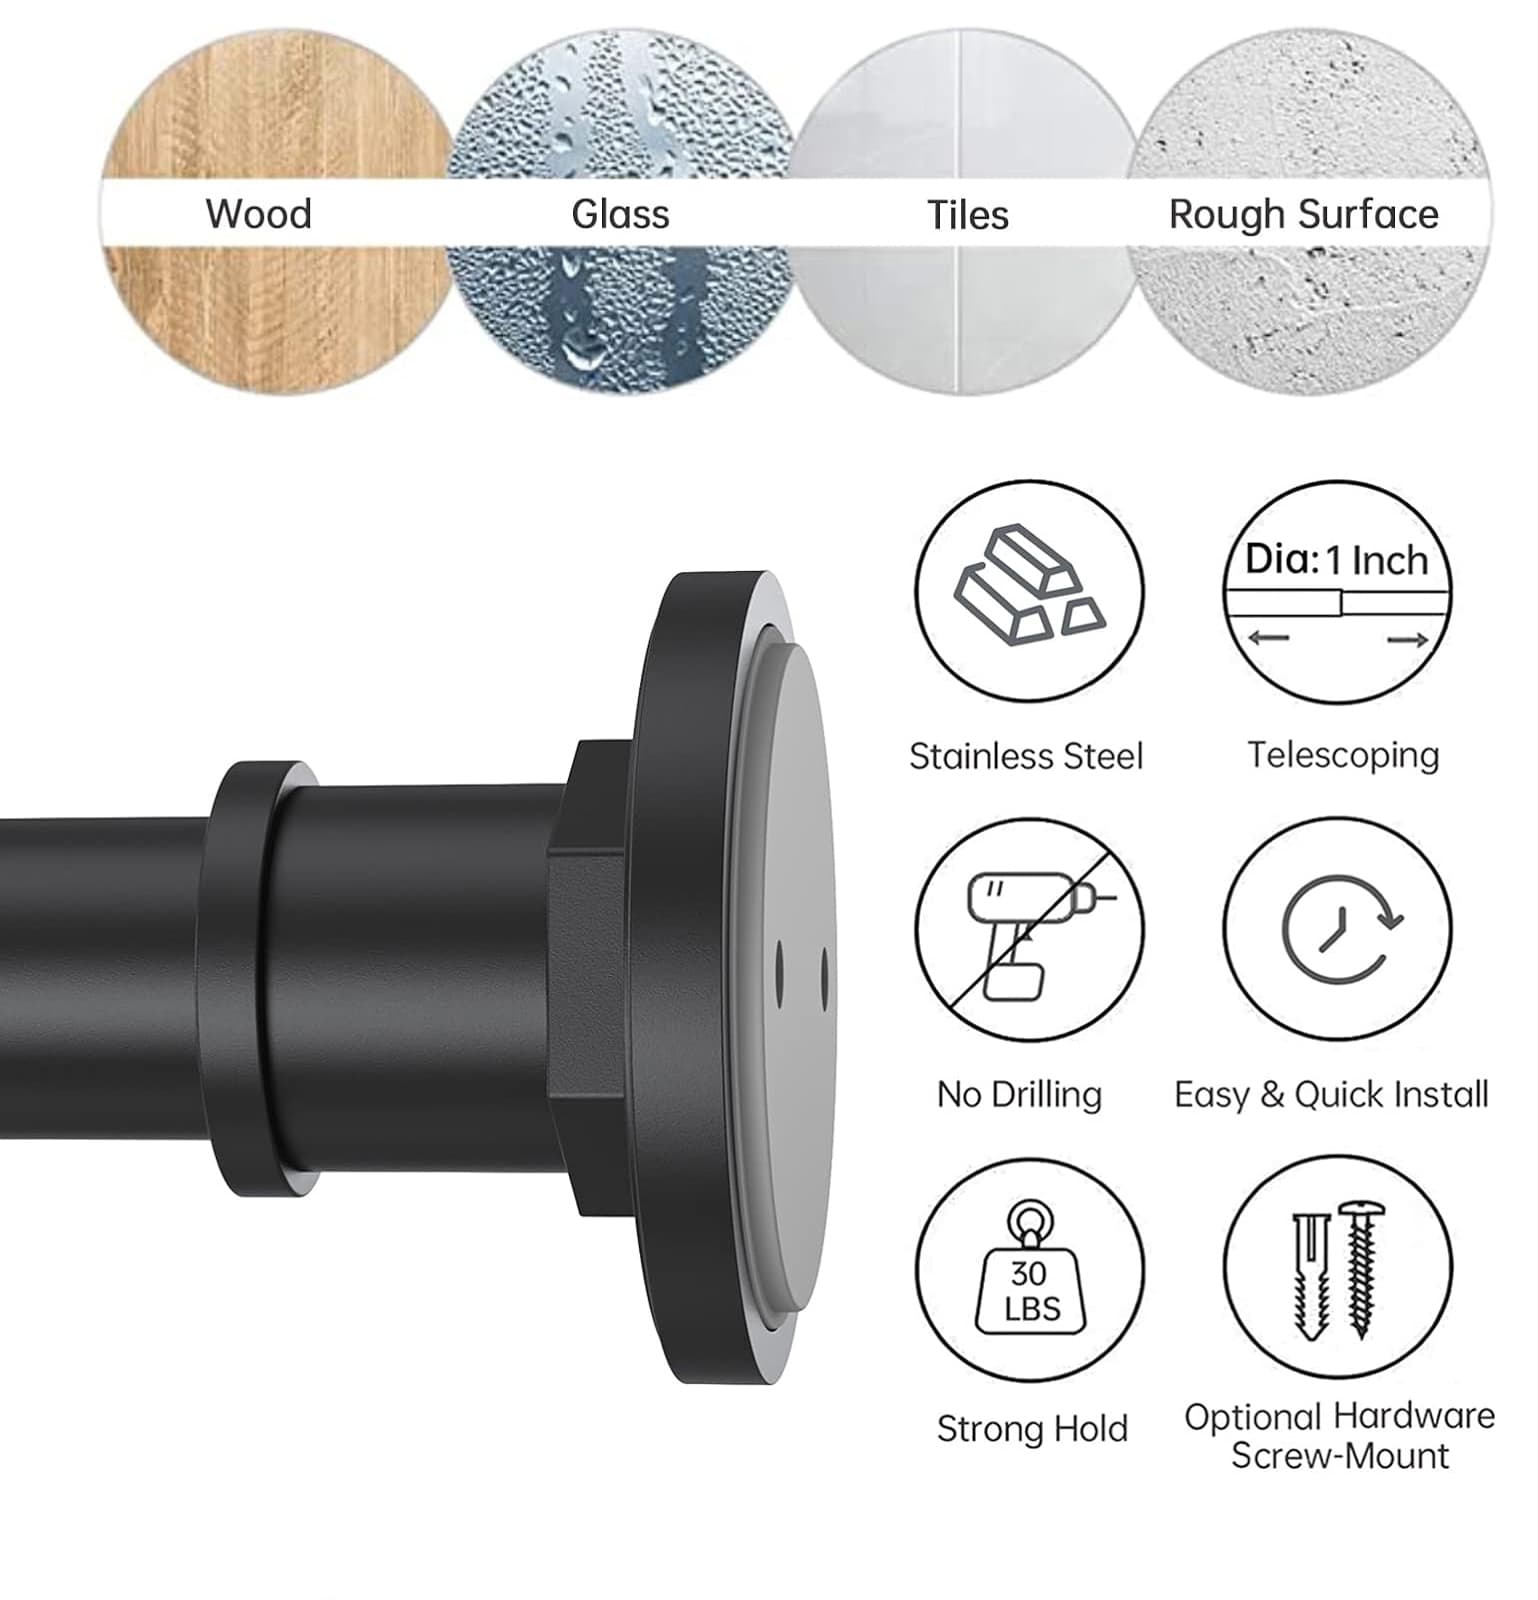 Wood
Glass
Tiles
Rough Surface
Dia: 1 Inch
Stainless Steel
Telescoping
No Drilling
Easy & Quick Install
30
LBS
Strong Hold
Optional Hardware
Screw-Mount